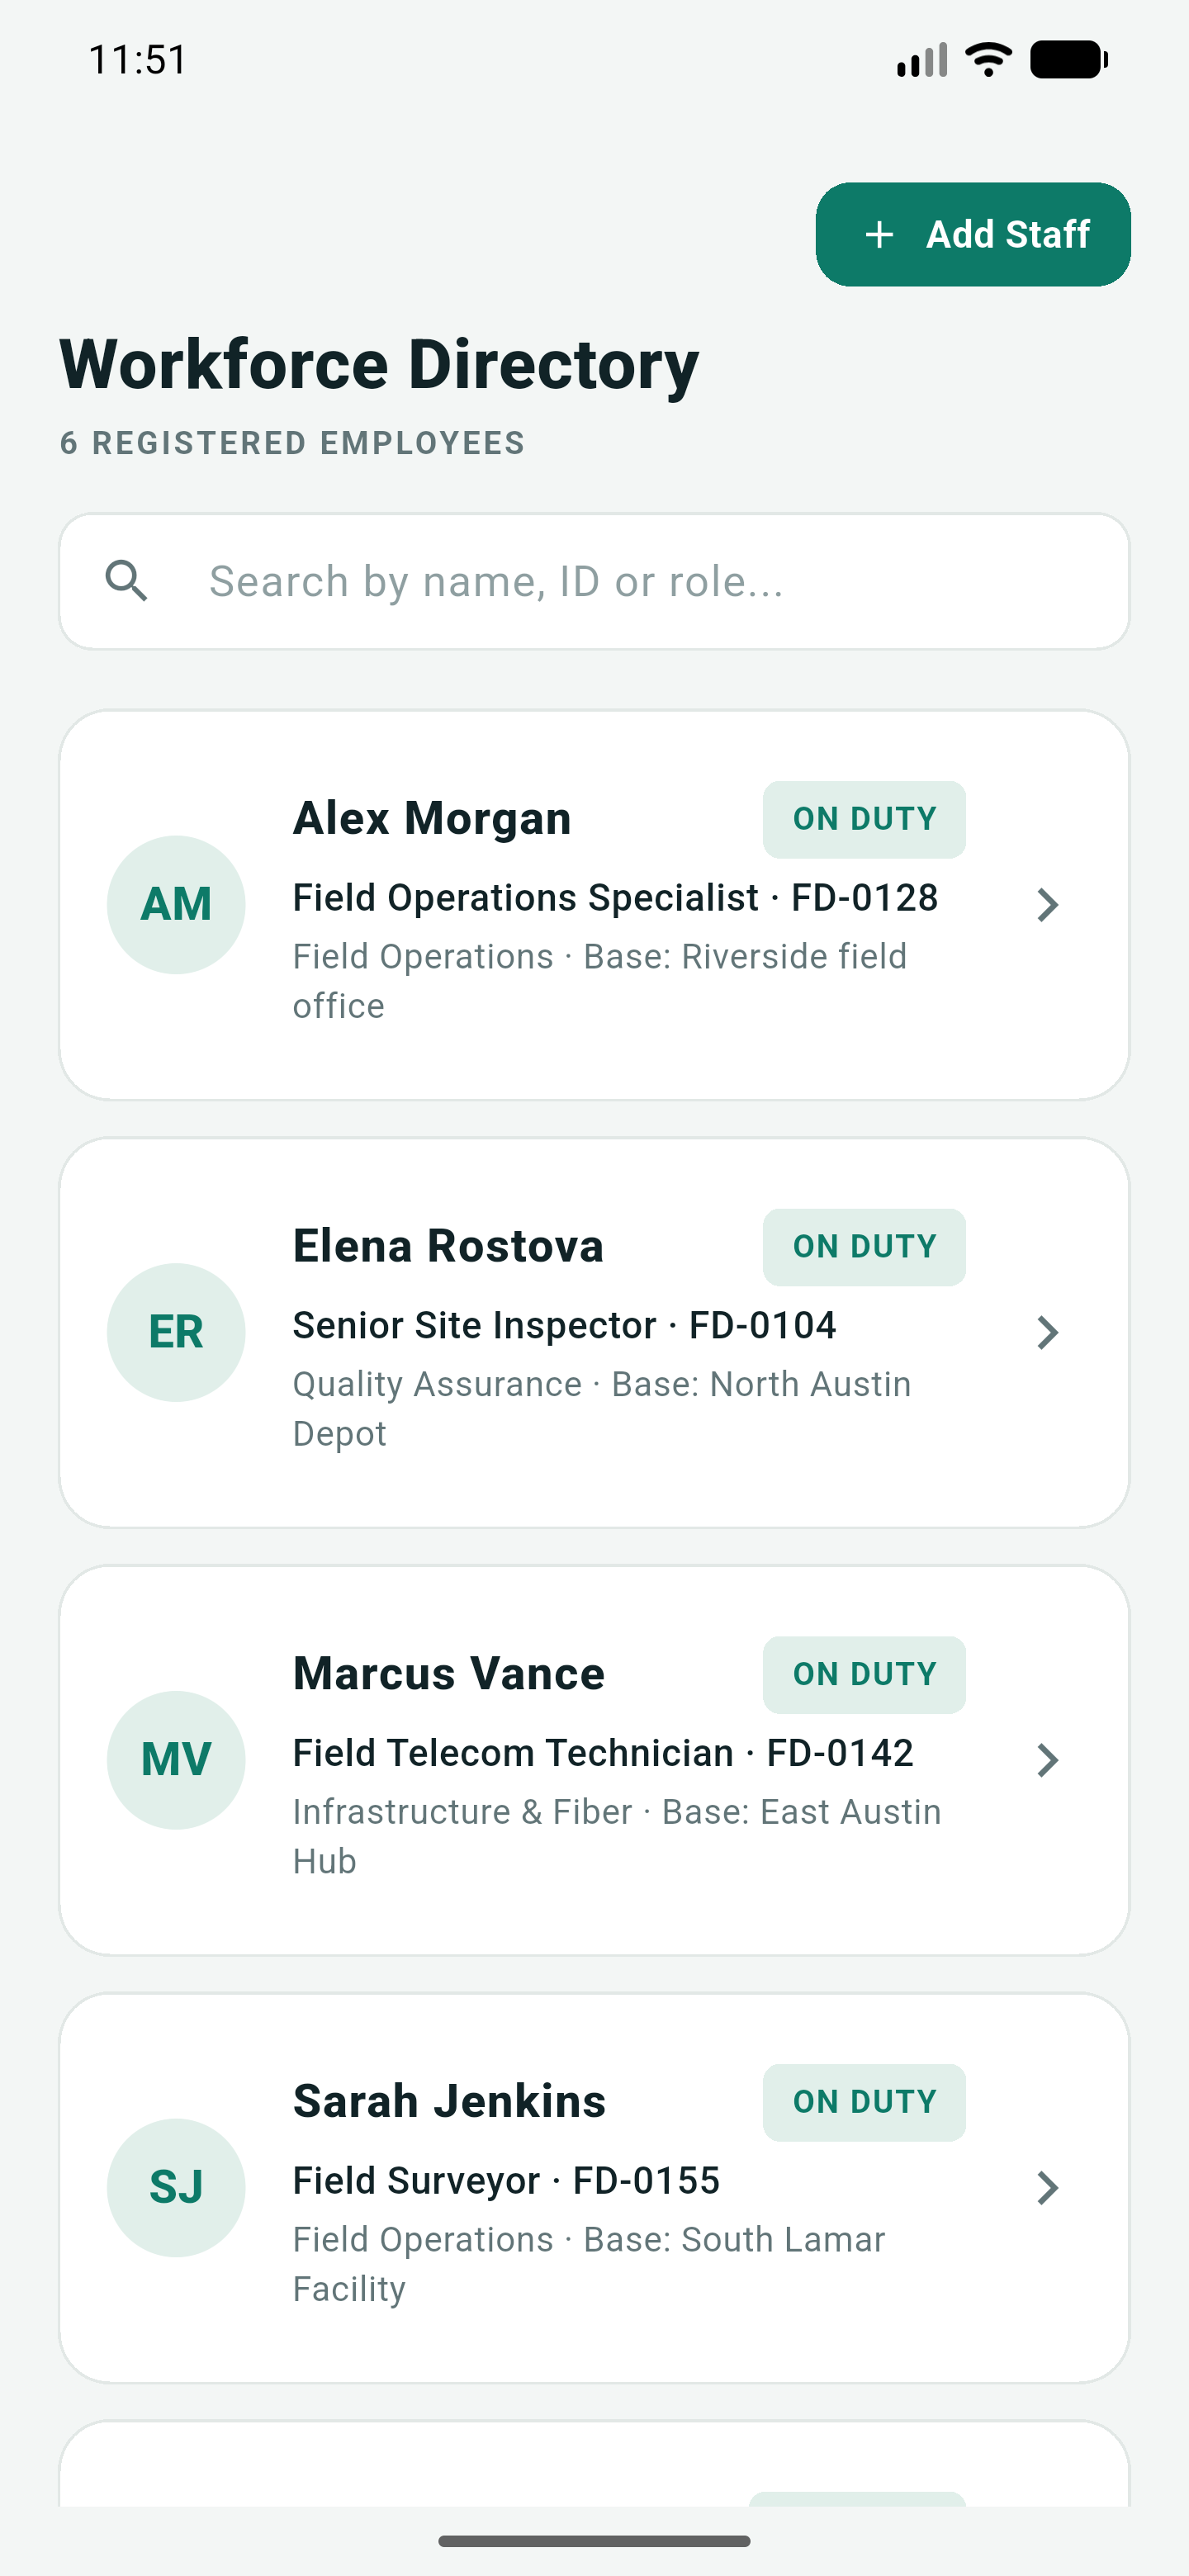 11:51
Add Staff
Workforce Directory
6 REGISTERED EMPLOYEES
Search by name, ID or role...
Alex Morgan
ON DUTY
AM
Field Operations Specialist · FD-0128
Field Operations · Base: Riverside field
office
Elena Rostova
ON DUTY
ER
Senior Site Inspector · FD-0104
Quality Assurance · Base: North Austin
Depot
Marcus Vance
ON DUTY
MV
Field Telecom Technician · FD-0142
Infrastructure & Fiber · Base: East Austin
Hub
Sarah Jenkins
ON DUTY
SJ
Field Surveyor · FD-0155
Field Operations · Base: South Lamar
Facility